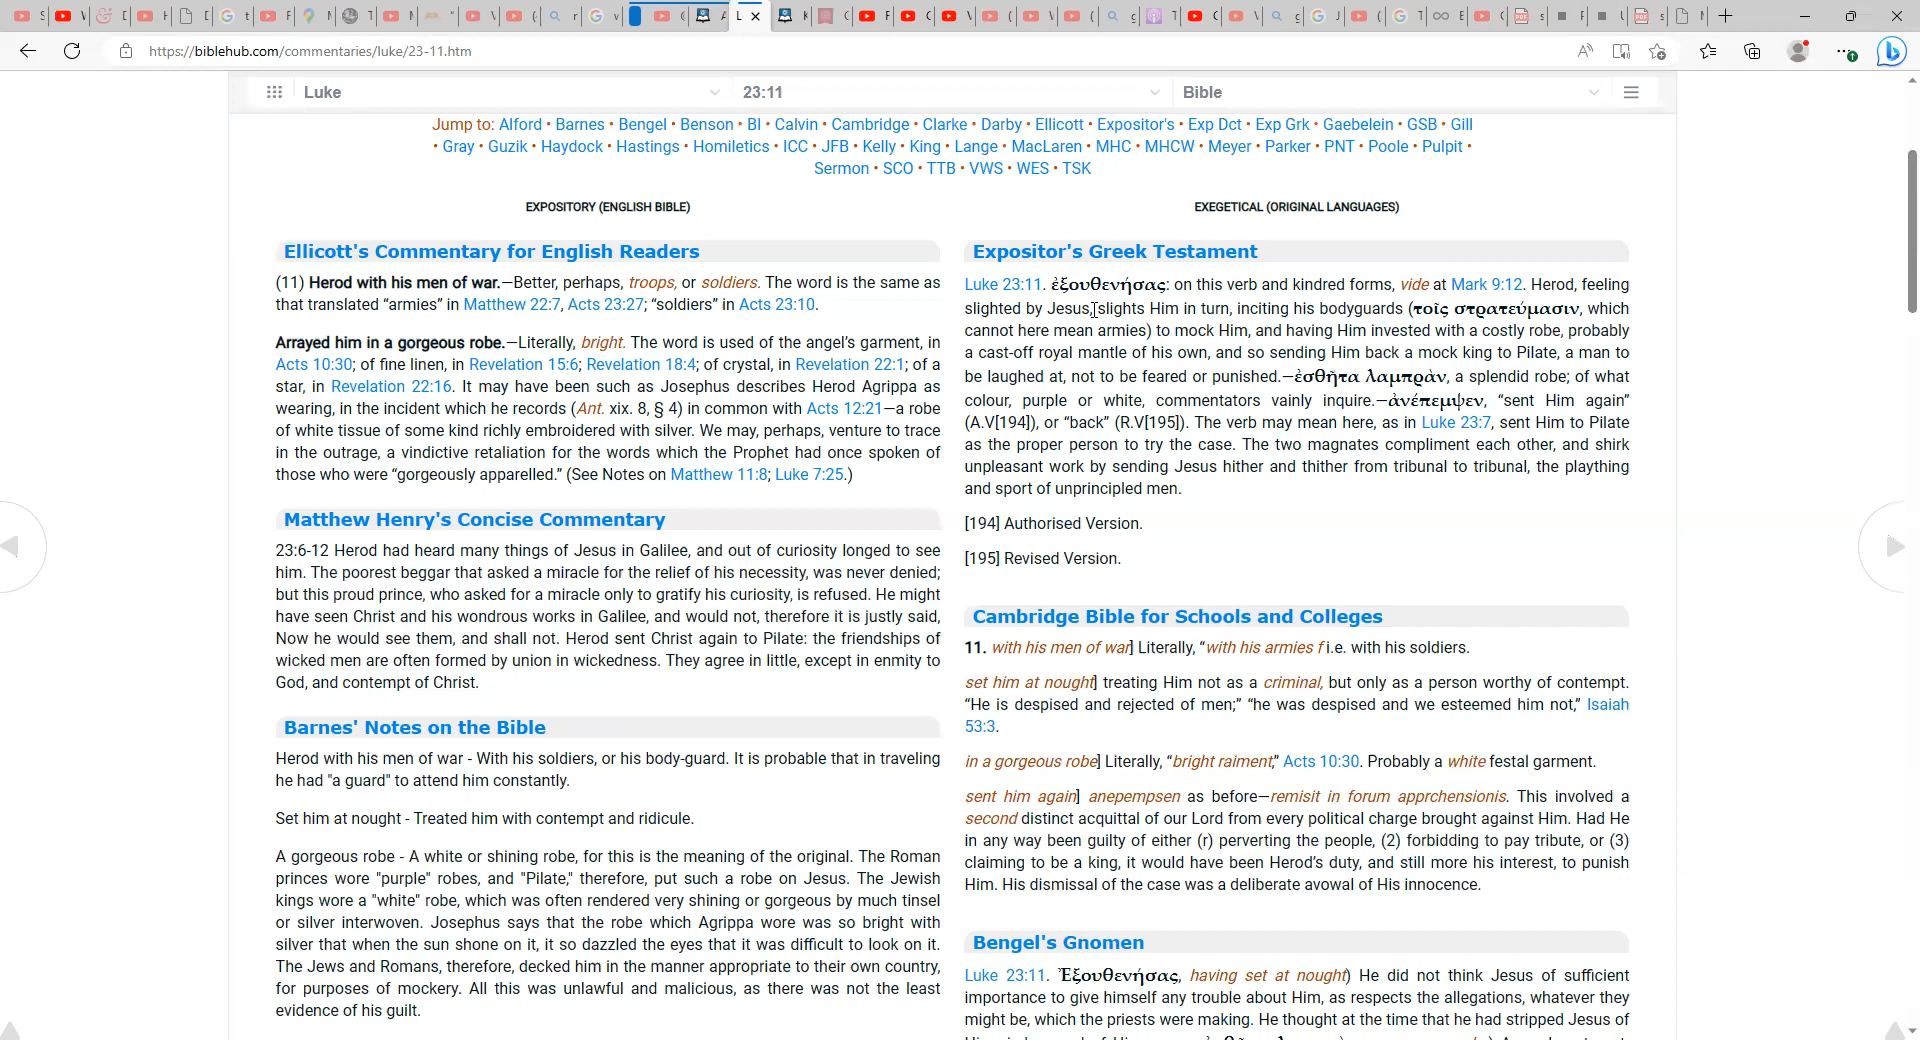 https://biblehub.com/commentaries/luke/23-11.htm
Luke
23:11
Bible
Jump to: Alford • Barnes • Bengel • Benson • BI • Calvin • Cambridge • Clarke • Darby • Ellicott • Expositor's • Exp Dct • Exp Grk • Gaebelein • GSB • Gill
• Gray • Guzik • Haydock • Hastings • Homiletics • ICC • JFB • Kelly • King • Lange • MacLaren • MHC • MHCW • Meyer • Parker • PNT • Poole • Pulpit •
Sermon • SCO • TTB • VWS • WES • TSK
EXPOSITORY (ENGLISH BIBLE)
Ellicott's Commentary for English Readers
(11) Herod with his men of war.—Better, perhaps, troops, or soldiers. The word is the same as
that translated “armies” in Matthew 22:7, Acts 23:27; “soldiers” in Acts 23:10.
Arrayed him in a gorgeous robe.—Literally, bright. The word is used of the angel’s garment, in
Acts 10:30; of fine linen, in Revelation 15:6; Revelation 18:4; of crystal, in Revelation 22:1; of a
star, in Revelation 22:16. It may have been such as Josephus describes Herod Agrippa as
wearing, in the incident which he records (Ant. xix. 8, § 4) in common with Acts 12:21—a robe
of white tissue of some kind richly embroidered with silver. We may, perhaps, venture to trace
in the outrage, a vindictive retaliation for the words which the Prophet had once spoken of
those who were “gorgeously apparelled.” (See Notes on Matthew 11:8; Luke 7:25.)
Matthew Henry's Concise Commentary
23:6-12 Herod had heard many things of Jesus in Galilee, and out of curiosity longed to see
him. The poorest beggar that asked a miracle for the relief of his necessity, was never denied;
but this proud prince, who asked for a miracle only to gratify his curiosity, is refused. He might
have seen Christ and his wondrous works in Galilee, and would not, therefore it is justly said,
Now he would see them, and shall not. Herod sent Christ again to Pilate: the friendships of
wicked men are often formed by union in wickedness. They agree in little, except in enmity to
God, and contempt of Christ.
Barnes' Notes on the Bible
Herod with his men of war - With his soldiers, or his body-guard. It is probable that in traveling
he had "a guard" to attend him constantly.
Set him at nought - Treated him with contempt and ridicule.
A gorgeous robe - A white or shining robe, for this is the meaning of the original. The Roman
princes wore "purple" robes, and "Pilate," therefore, put such a robe on Jesus. The Jewish
kings wore a "white" robe, which was often rendered very shining or gorgeous by much tinsel
or silver interwoven. Josephus says that the robe which Agrippa wore was so bright with
silver that when the sun shone on it, it so dazzled the eyes that it was difficult to look on it.
The Jews and Romans, therefore, decked him in the manner appropriate to their own country,
for purposes of mockery. All this was unlawful and malicious, as there was not the least
evidence of his guilt.
EXEGETICAL (ORIGINAL LANGUAGES)
Expositor's Greek Testament
Luke 23:11. ἐξουθενήσας: on this verb and kindred forms, vide at Mark 9:12. Herod, feeling
slighted by Jesus, slights Him in turn, inciting his bodyguards (τοῖς στρατεύμασιν, which
cannot here mean armies) to mock Him, and having Him invested with a costly robe, probably
a cast-off royal mantle of his own, and so sending Him back a mock king to Pilate, a man to
be laughed at, not to be feared or punished.—ἐσθῆτα λαμπρὰν, a splendid robe; of what
colour, purple or white, commentators vainly inquire.—ἀνέπεμψεν, “sent Him again”
(A.V[194]), or “back” (R.V[195]). The verb may mean here, as in Luke 23:7, sent Him to Pilate
as the proper person to try the case. The two magnates compliment each other, and shirk
unpleasant work by sending Jesus hither and thither from tribunal to tribunal, the plaything
and sport of unprincipled men.
[194] Authorised Version.
[195] Revised Version.
Cambridge Bible for Schools and Colleges
11. with his men of war] Literally, “with his armies f i.e. with his soldiers.
set him at nought] treating Him not as a criminal, but only as a person worthy of contempt.
“He is despised and rejected of men;” “he was despised and we esteemed him not,” Isaiah
53:3.
in a gorgeous robe] Literally, “bright raiment,” Acts 10:30. Probably a white festal garment.
sent him again] anepempsen as before—remisit in forum apprchensionis. This involved a
second distinct acquittal of our Lord from every political charge brought against Him. Had He
in any way been guilty of either (r) perverting the people, (2) forbidding to pay tribute, or (3)
claiming to be a king, it would have been Herod’s duty, and still more his interest, to punish
Him. His dismissal of the case was a deliberate avowal of His innocence.
Bengel's Gnomen
Luke 23:11. Ἐξουθενήσας, having set at nought) He did not think Jesus of sufficient
importance to give himself any trouble about Him, as respects the allegations, whatever they
might be, which the priests were making. He thought at the time that he had stripped Jesus of